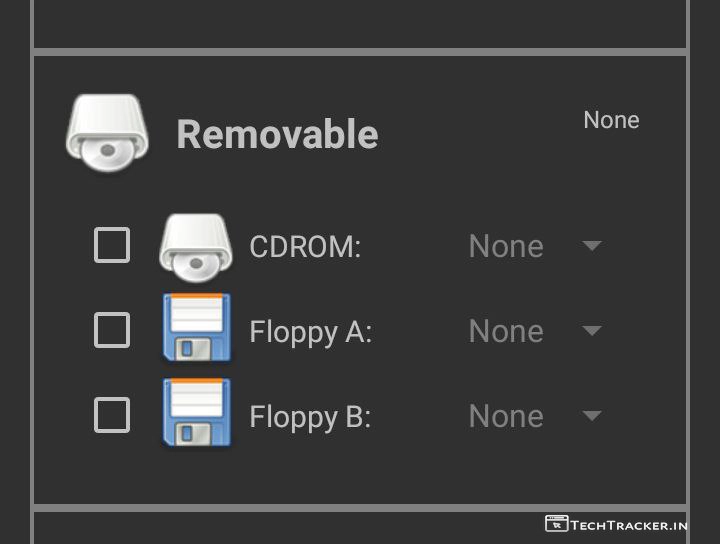 Removable
None
CDROM:
None
Floppy A:
None
Floppy B:
None
TECHTRACKER.IN